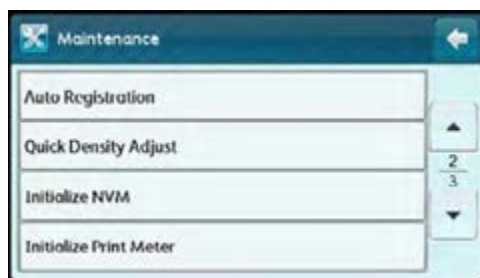 Maintenance
Auto Registration
Quick Density Adjust
Initialize NVM
Initialize Print Meter
2
3